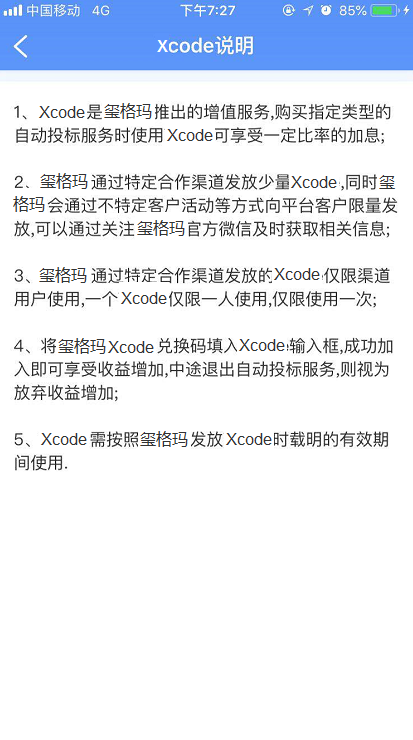 中国移动 4G 下午7:27 85%
Xcode说明
1、Xcode是玺格玛推出的增值服务,购买指定类型的
自动投标服务时使用Xcode可享受一定比率的加息;
2、玺格玛通过特定合作渠道发放少量Xcode,同时玺
格玛会通过不特定客户活动等方式向平台客户限量发
放,可以通过关注玺格玛官方微信及时获取相关信息;
3、玺格玛通过特定合作渠道发放的Xcode仅限渠道
用户使用,一个Xcode仅限一人使用,仅限使用一次;
4、将玺格玛Xcode兑换码填入Xcode输入框,成功加
入即可享受收益增加,中途退出自动投标服务,则视为
放弃收益增加;
5、Xcode需按照玺格玛发放Xcode时载明的有效期
间使用.